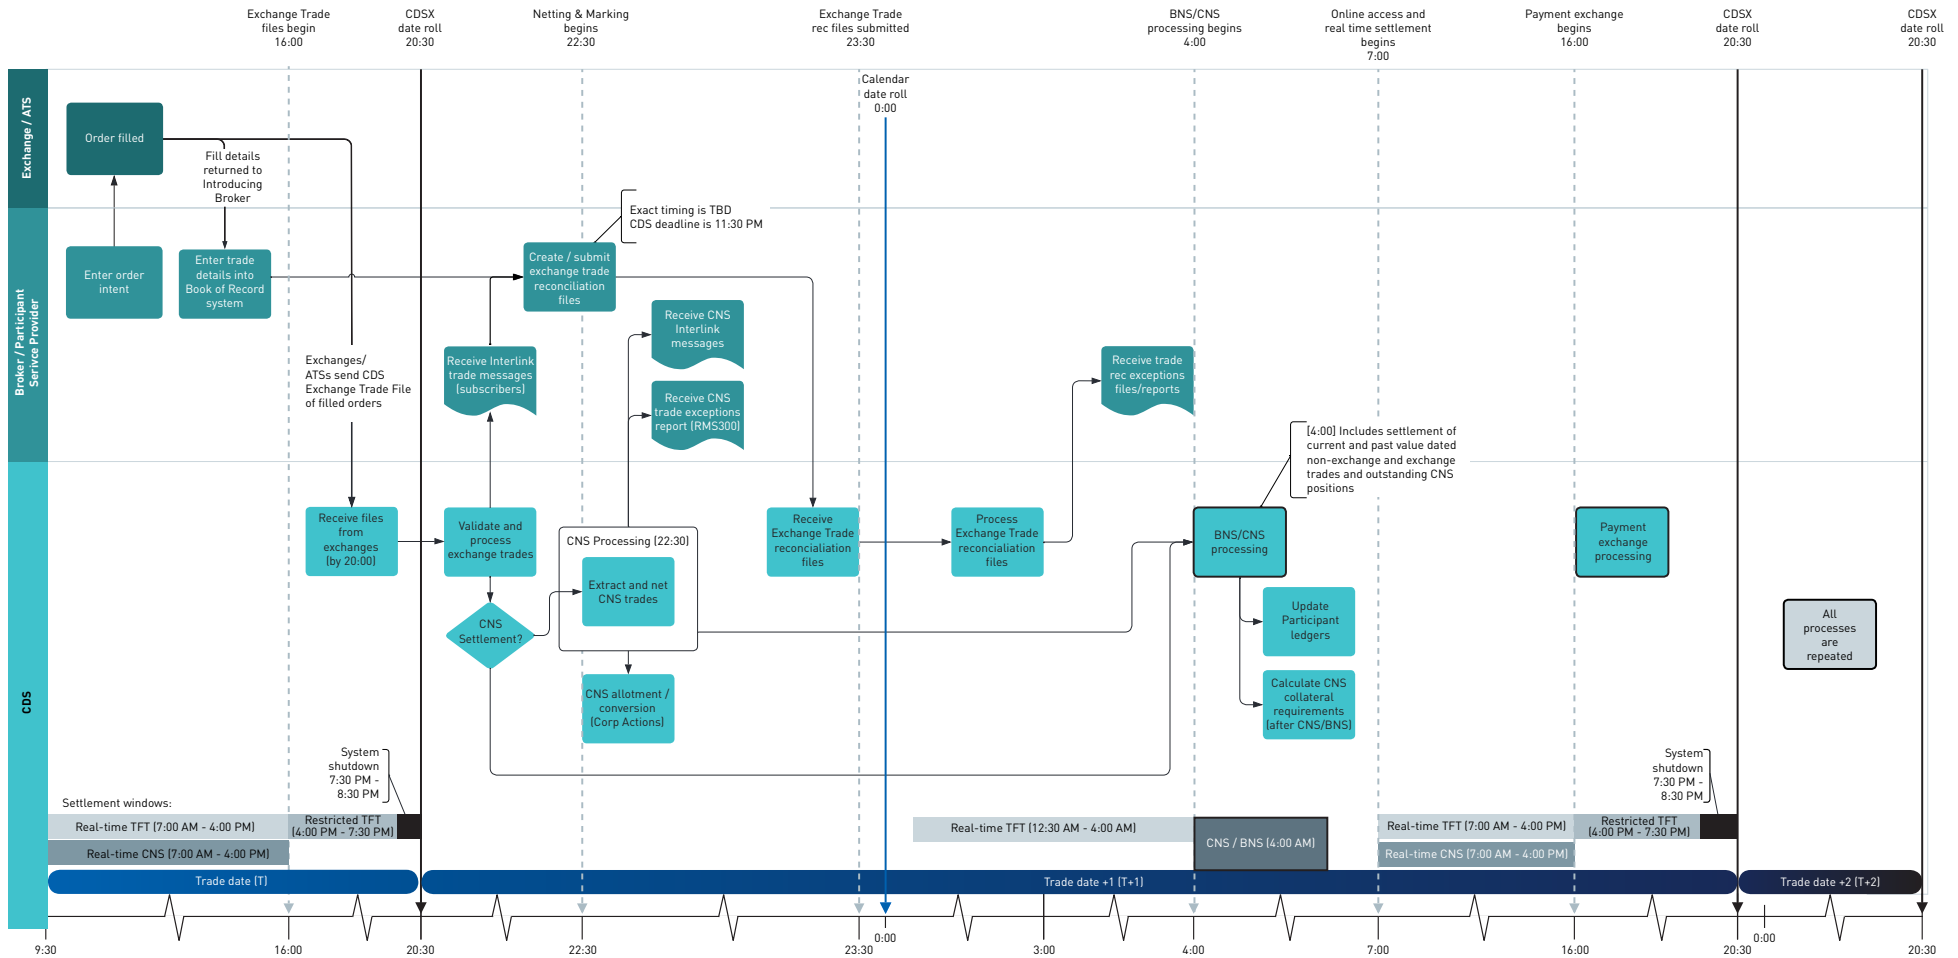 Exchange Trade
files begin
16:00
CDSX
date roll
20:30
Netting & Marking
begins
22:30
Exchange Trade
rec files submitted
23:30
BNS/CNS
processing begins
4:00
Online access and
real time settlement
begins
7:00
Payment exchange
begins
16:00
CDSX
date roll
20:30
CDSX
date roll
20:30
Calendar
date roll
0:00
Exchange / ATS
Order filled
Fill details
returned to
Introducing
Broker
Broker / Participant
Serivce Provider
Enter order
intent
Enter trade
details into
Book of Record
system
Exact timing is TBD
CDS deadline is 11:30 PM
Create / submit
exchange trade
reconciliation
files
Receive CNS
Interlink
messages
Exchanges/
ATSs send CDS
Exchange Trade File
of filled orders
Receive Interlink
trade messages
(subscribers)
Receive CNS
trade exceptions
report (RMS300)
Receive trade
rec exceptions
files/reports
[4:00] Includes settlement of
current and past value dated
non-exchange and exchange
trades and outstanding CNS
positions
CDS
Receive files
from
exchanges
(by 20:00)
Validate and
process
exchange trades
CNS Processing (22:30)
Extract and net
CNS trades
Receive
Exchange Trade
reconcialiation
files
Process
Exchange Trade
reconcialiation
files
BNS/CNS
processing
Payment
exchange
processing
CNS
Settlement?
Update
Participant
ledgers
All
processes
are
repeated
CNS allotment /
conversion
(Corp Actions)
Calculate CNS
collateral
requirements
(after CNS/BNS)
System
shutdown
7:30 PM -
8:30 PM
System
shutdown
7:30 PM -
8:30 PM
Settlement windows:
Real-time TFT (7:00 AM - 4:00 PM)
Restricted TFT
(4:00 PM - 7:30 PM)
Real-time TFT (12:30 AM - 4:00 AM)
CNS / BNS (4:00 AM)
Real-time TFT (7:00 AM - 4:00 PM)
Restricted TFT
(4:00 PM - 7:30 PM)
Real-time CNS (7:00 AM - 4:00 PM)
Real-time CNS (7:00 AM - 4:00 PM)
Trade date (T)
Trade date +1 (T+1)
Trade date +2 (T+2)
9:30
16:00
20:30
22:30
23:30
0:00
3:00
4:00
7:00
16:00
20:30
0:00
20:30